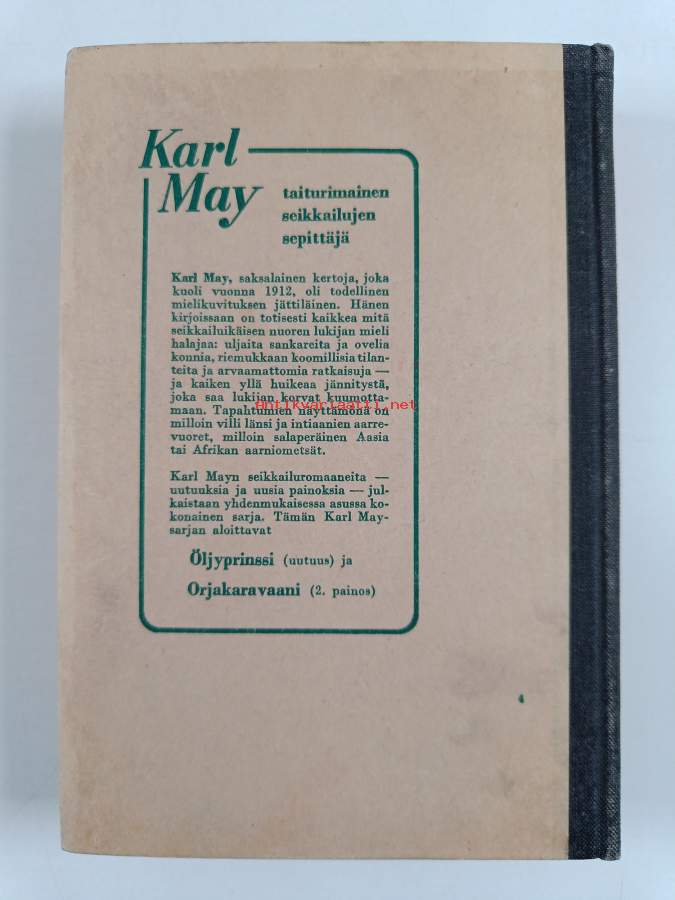 Karl
May
taiturimainen
seikkailujen
sepittäjä
Karl May, saksalainen kertoja, joka
kuoli vuonna 1912, oli todellinen
mielikuvituksen jättiläinen. Hänen
kirjoissaan on totisesti kaikkea mitä
seikkailuikäisen nuoren lukijan mieli
halajaa: uljaita sankareita ja ovelia
konnia, riemukkaan koomillisia tilan-
teita ja arvaamattomia ratkaisuja —
ja kaiken yllä huikeaa jännitystä,
joka saa lukijan korvat kuumotta-
antikvariaatti.net
maan. Tapahtumien näyttämönä on
milloin villi länsi ja intiaanien aarre-
vuoret, milloin salaperäinen Aasia
tai Afrikan aarniometsät.
Karl Mayn seikkailuromaaneita —
uutuuksia ja uusia painoksia — jul-
kaistaan yhdenmukaisessa asussa ko-
konainen sarja. Tämän Karl May-
sarjan aloittavat
Öljyprinssi (uutuus) ja
Orjakaravaani (2. painos)
4